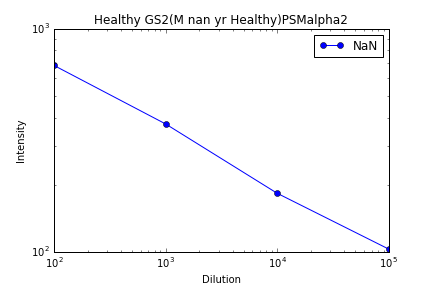 Healthy GS2(M nan yr Healthy)PSMalpha2
10³
NaN
Intensity
10²
10² 10³ 10⁴ 10⁵
Dilution